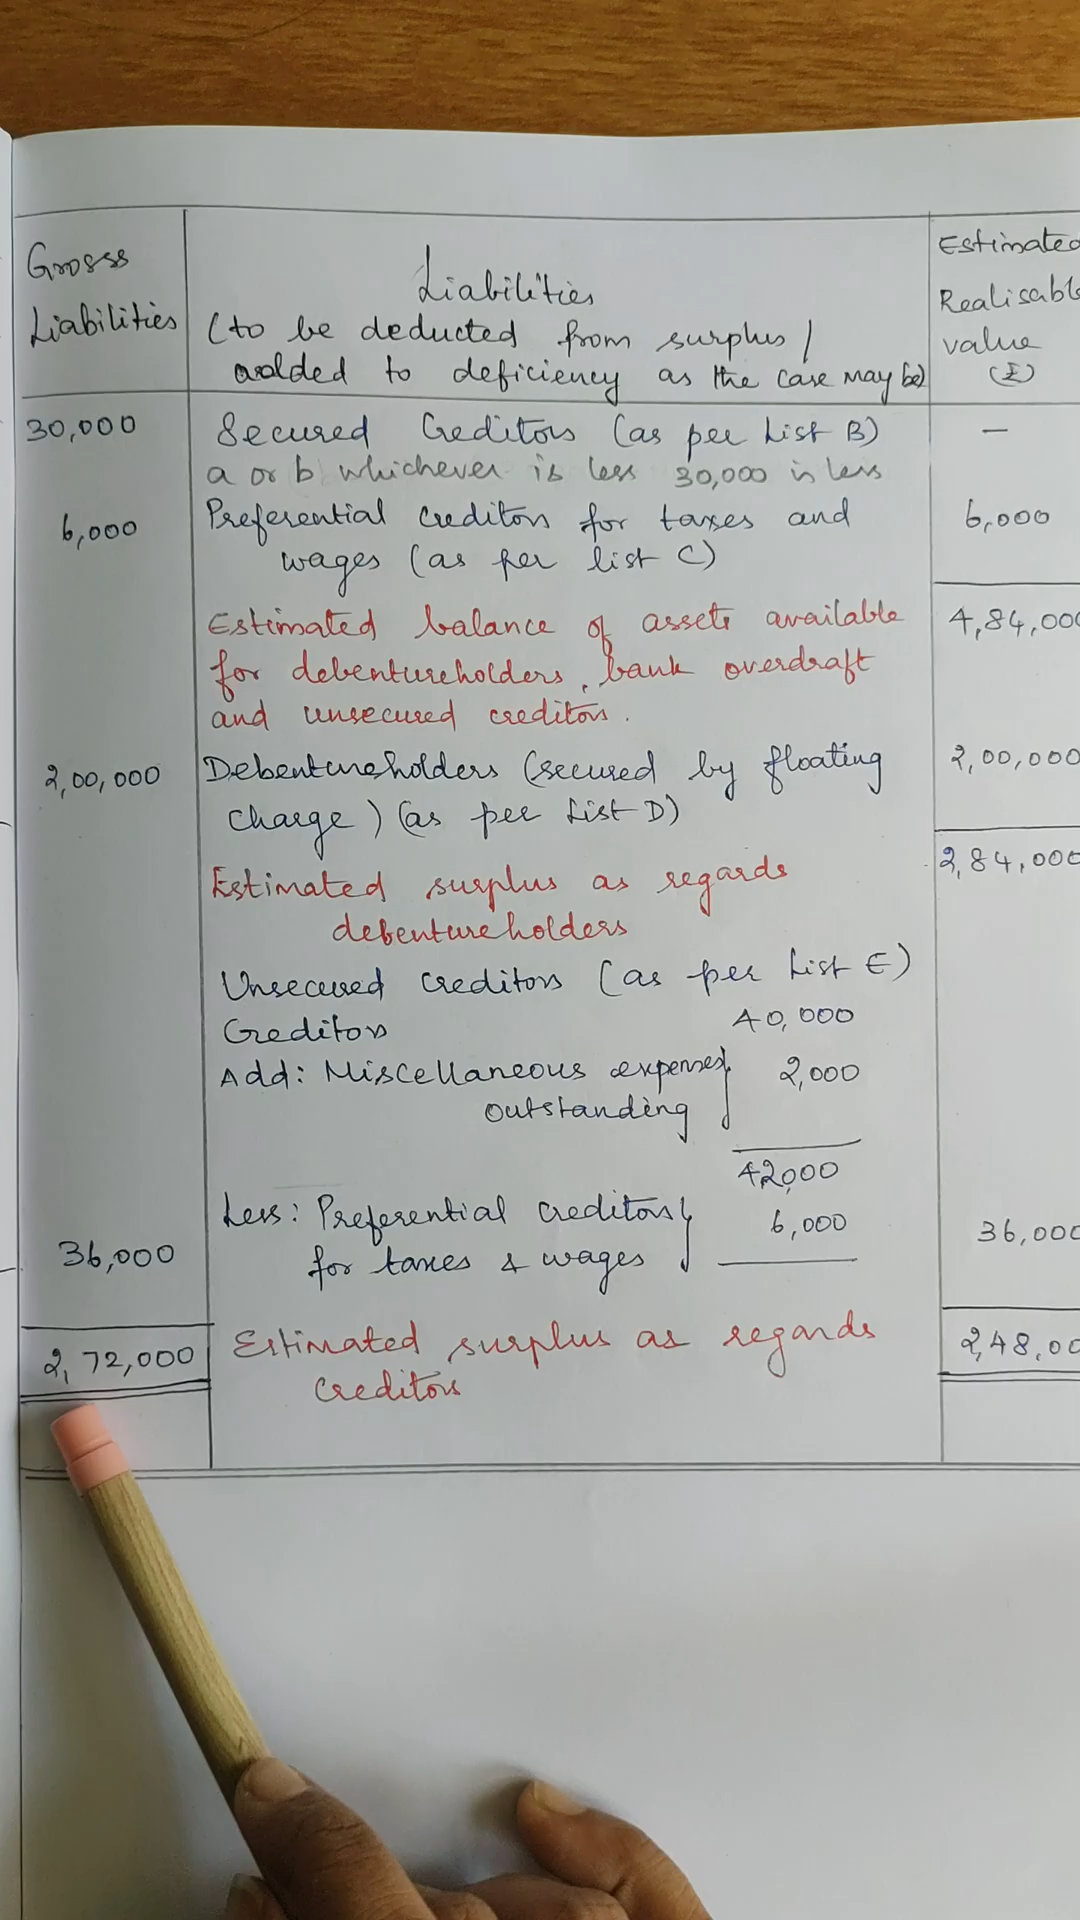 Grosss
Liabilities
Liabilities
(to be deducted from surplus/
added to deficiency as the case may be)
Estimated
Realisable
value
(₹)
30,000 Secured Creditors (as per List B) —
a or b whichever is less 30,000 is less
6,000 Preferential creditors for taxes and 6,000
wages (as per list C)
Estimated balance of assets available 4,84,000
for debentureholders, bank overdraft
and unsecured creditors.
2,00,000 Debentureholders (secured by floating 2,00,000
charge) (as per List D)
Estimated surplus as regards 2,84,000
debentureholders
Unsecured creditors (as per List E)
Creditors 40,000
Add: Miscellaneous expenses 2,000
outstanding
42,000
Less: Preferential creditors 6,000
36,000 for taxes & wages 36,000
2,72,000 Estimated surplus as regards 2,48,00
creditors